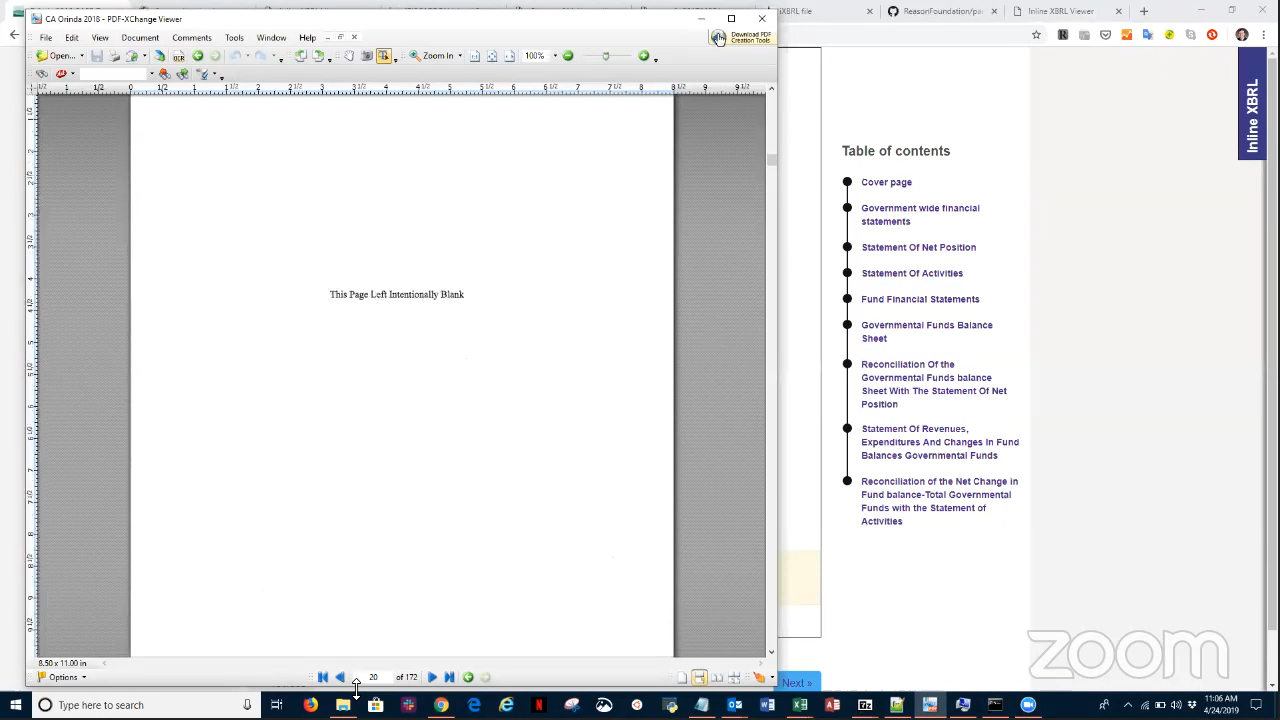 CA Orinda 2018 - PDF-XChange Viewer
ReasonFoundation/p
Inline XBRL Viewer
File Edit View Document Comments Tools Window Help
Download PDF
Creation Tools
Open...
Zoom In
100%
This Page Left Intentionally Blank
8.50 x 11.00 in
Options
20 of 172
Inline XBRL
Table of contents
Cover page
Government wide financial
statements
Statement Of Net Position
Statement Of Activities
Fund Financial Statements
Governmental Funds Balance
Sheet
Reconciliation Of the
Governmental Funds balance
Sheet With The Statement Of Net
Position
Statement Of Revenues,
Expenditures And Changes In Fund
Balances Governmental Funds
Reconciliation of the Net Change in
Fund balance-Total Governmental
Funds with the Statement of
Activities
Next »
zoom
Type here to search
11:06 AM
4/24/2019